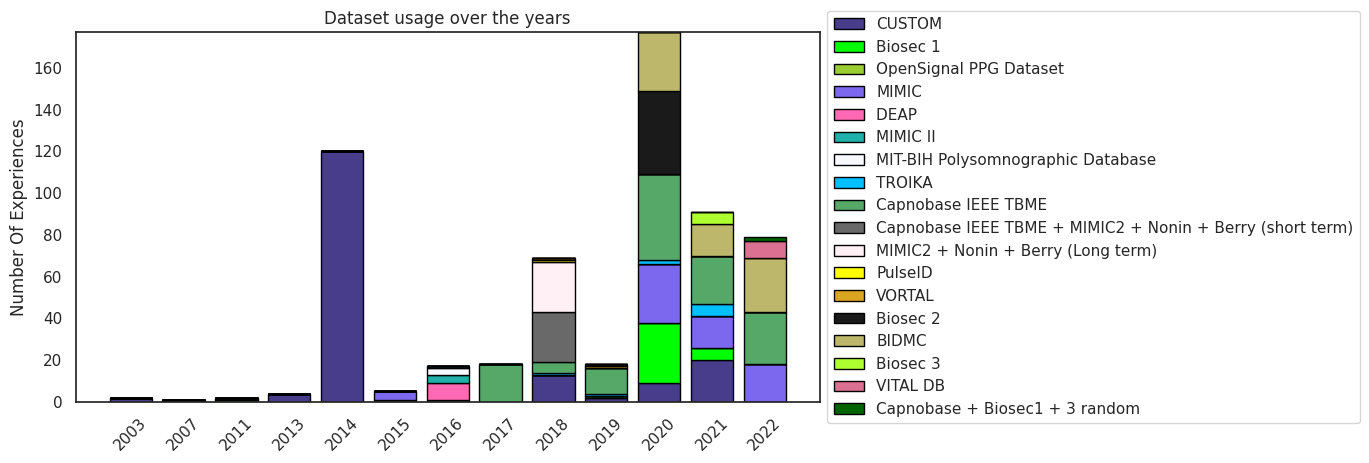 Dataset usage over the years
Number Of Experiences
160
140
120
100
80
60
40
20
0
2003
2007
2011
2013
2014
2015
2016
2017
2018
2019
2020
2021
2022
CUSTOM
Biosec 1
OpenSignal PPG Dataset
MIMIC
DEAP
MIMIC II
MIT-BIH Polysomnographic Database
TROIKA
Capnobase IEEE TBME
Capnobase IEEE TBME + MIMIC2 + Nonin + Berry (short term)
MIMIC2 + Nonin + Berry (Long term)
PulseID
VORTAL
Biosec 2
BIDMC
Biosec 3
VITAL DB
Capnobase + Biosec1 + 3 random